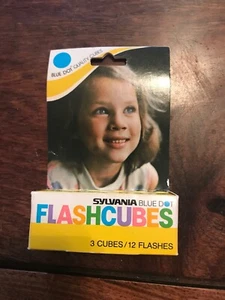 BLUE DOT QUALITY CUBES
SYLVANIA BLUE DOT
FLASHCUBES
3 CUBES/12 FLASHES